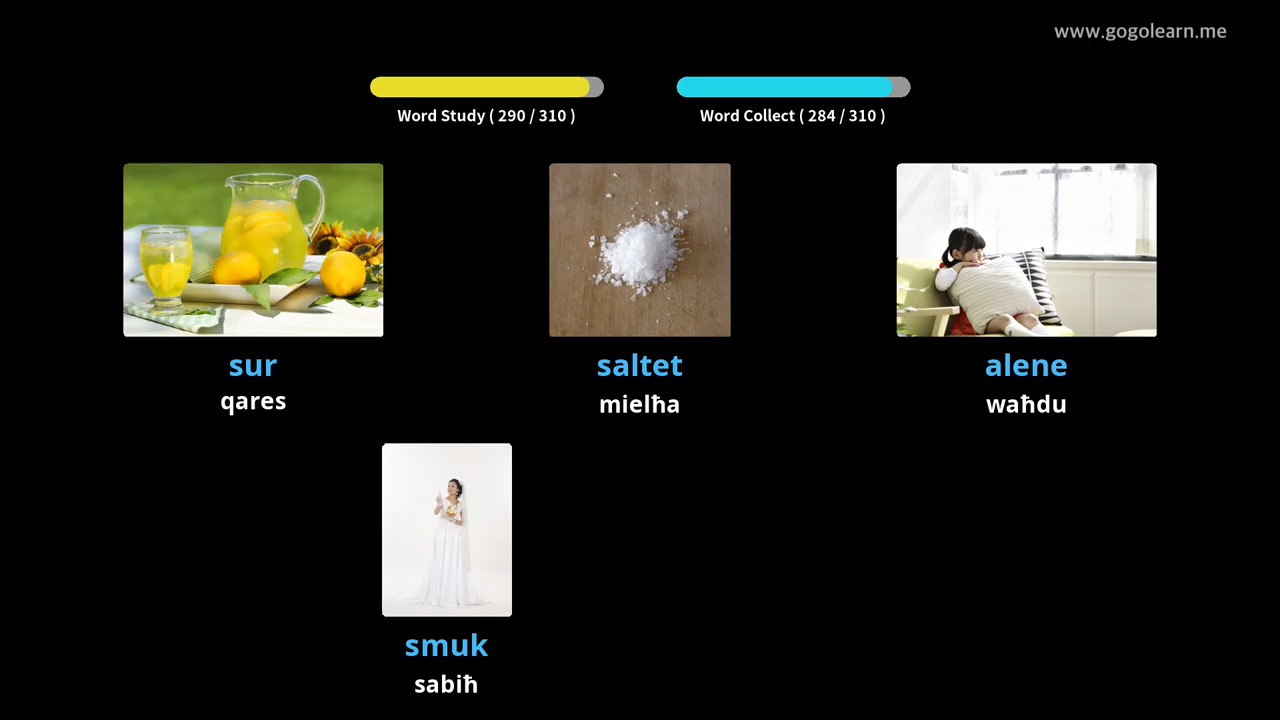 www.gogolearn.me
Word Study ( 290 / 310 )
Word Collect ( 284 / 310 )
sur
qares
saltet
mielħa
alene
waħdu
smuk
sabiħ